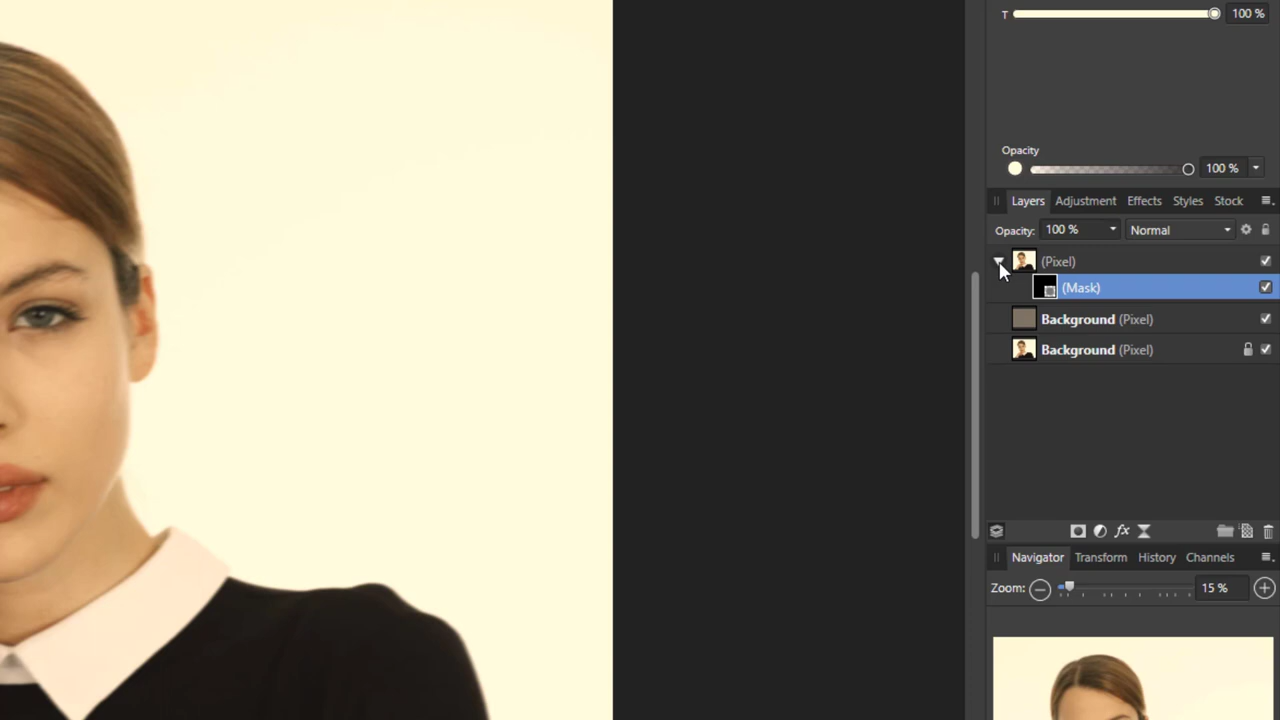 T 100 %
Opacity
100 %
Layers Adjustment Effects Styles Stock
Opacity: 100 % Normal
(Pixel)
(Mask)
Background (Pixel)
Background (Pixel)
fx
Navigator Transform History Channels
Zoom: 15 %